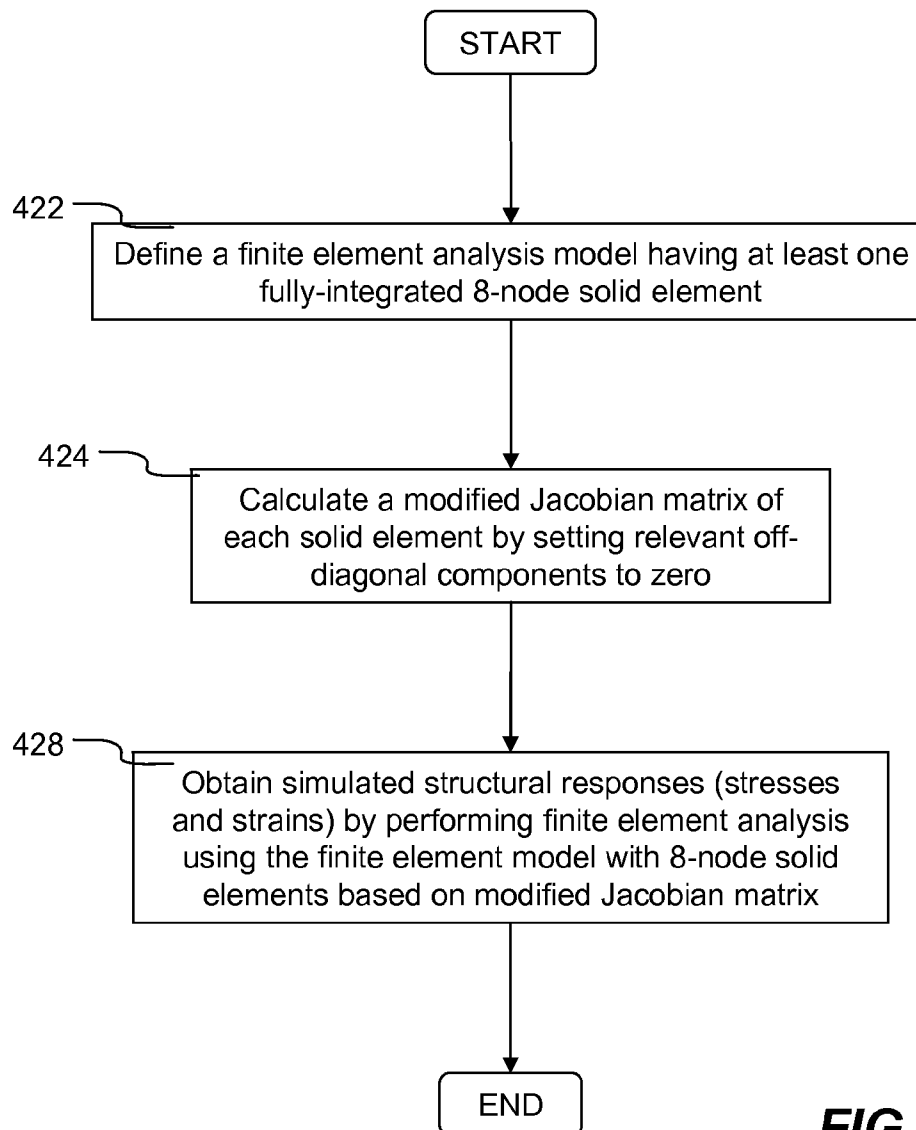 START
422
Define a finite element analysis model having at least one
fully-integrated 8-node solid element
424
Calculate a modified Jacobian matrix of
each solid element by setting relevant off-
diagonal components to zero
428
Obtain simulated structural responses (stresses
and strains) by performing finite element analysis
using the finite element model with 8-node solid
elements based on modified Jacobian matrix
END
FIG